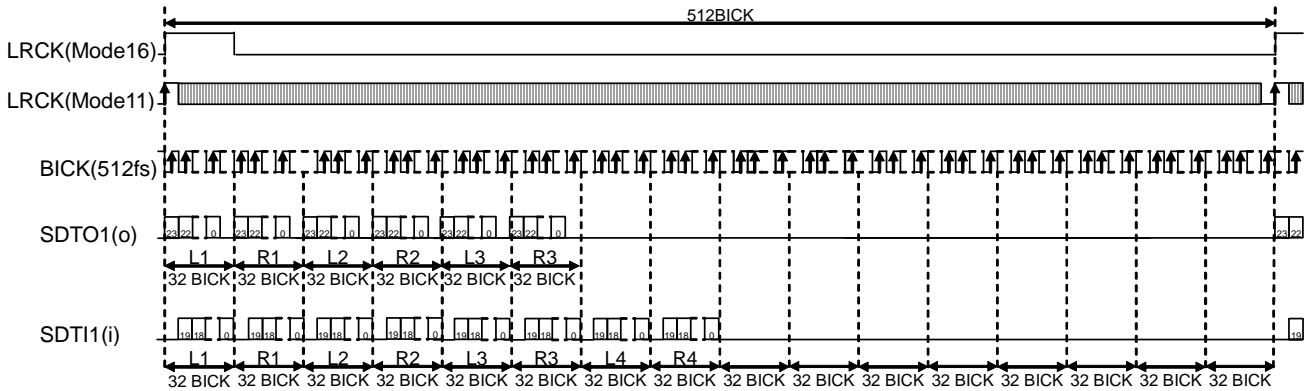 512BICK
LRCK(Mode16)
LRCK(Mode11)
BICK(512fs)
SDTO1(o)
23 22 0 23 22 0 23 22 0 23 22 0 23 22 0 23 22 0 23 22
L1 R1 L2 R2 L3 R3
32 BICK 32 BICK 32 BICK 32 BICK 32 BICK 32 BICK
SDTI1(i)
19 18 0 19 18 0 19 18 0 19 18 0 19 18 0 19 18 0 19 18 0 19 18 0 19
L1 R1 L2 R2 L3 R3 L4 R4
32 BICK 32 BICK 32 BICK 32 BICK 32 BICK 32 BICK 32 BICK 32 BICK 32 BICK 32 BICK 32 BICK 32 BICK 32 BICK 32 BICK 32 BICK 32 BICK